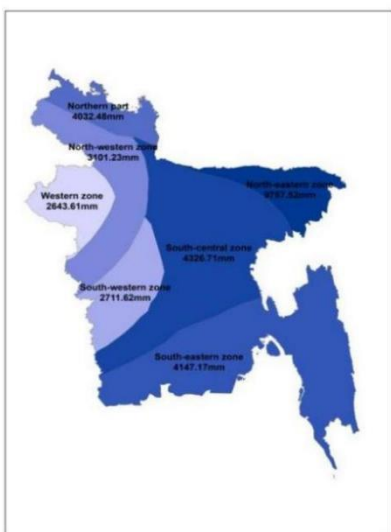 Northern part
4032.48mm
North-western zone
3101.23mm
Western zone
2643.61mm
North-eastern zone
South-central zone
4326.71mm
South-western zone
2711.62mm
South-eastern zone
4147.17mm